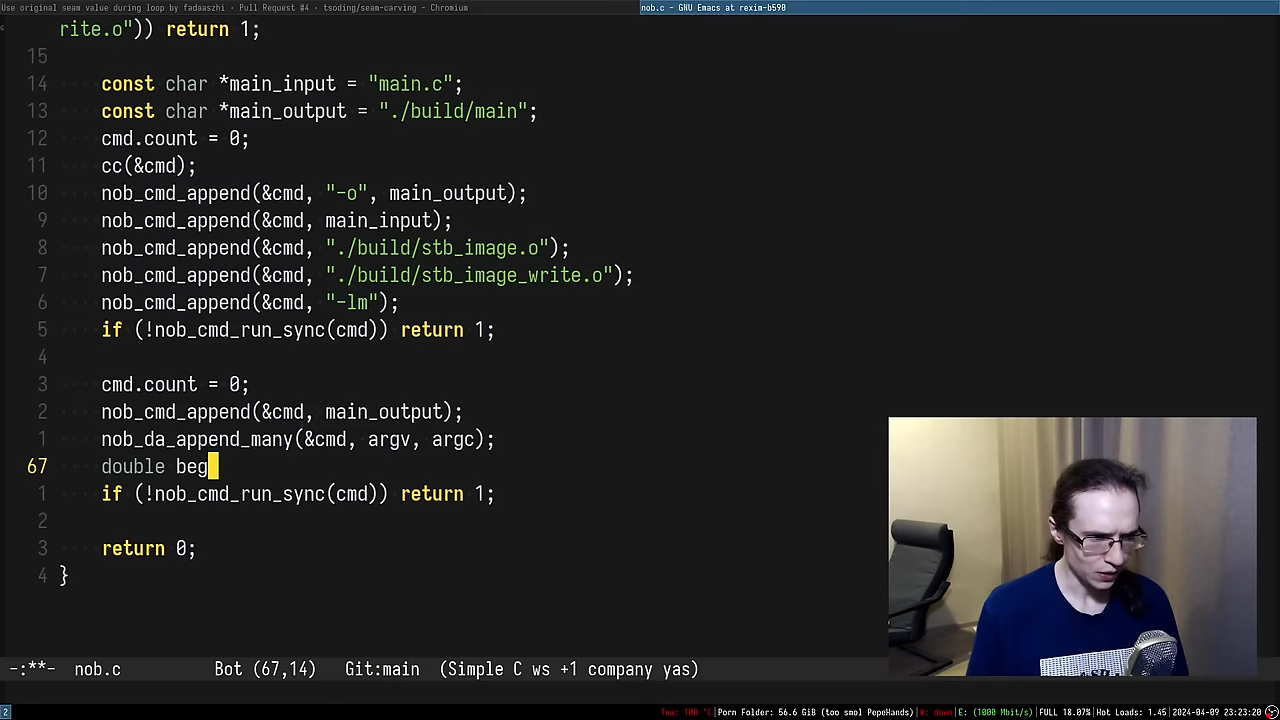 Use original seam value during loop by fadaaszhi · Pull Request #4 · tsoding/seam-carving - Chromium
nob.c - GNU Emacs at rexim-b590
rite.o")) return 1;
15
14 const char *main_input = "main.c";
13 const char *main_output = "./build/main";
12 cmd.count = 0;
11 cc(&cmd);
10 nob_cmd_append(&cmd, "-o", main_output);
9 nob_cmd_append(&cmd, main_input);
8 nob_cmd_append(&cmd, "./build/stb_image.o");
7 nob_cmd_append(&cmd, "./build/stb_image_write.o");
6 nob_cmd_append(&cmd, "-lm");
5 if (!nob_cmd_run_sync(cmd)) return 1;
4
3 cmd.count = 0;
2 nob_cmd_append(&cmd, main_output);
1 nob_da_append_many(&cmd, argv, argc);
67 double beg
1 if (!nob_cmd_run_sync(cmd)) return 1;
2
3 return 0;
4 }
-:**- nob.c Bot (67,14) Git:main (Simple C ws +1 company yas) -
2
Tea: 100 °C|Porn Folder: 56.6 GiB (too smol PepeHands)|W: down|E: (1000 Mbit/s)|FULL 18.07%|Hot Loads: 1.45|2024-04-09 23:23:20